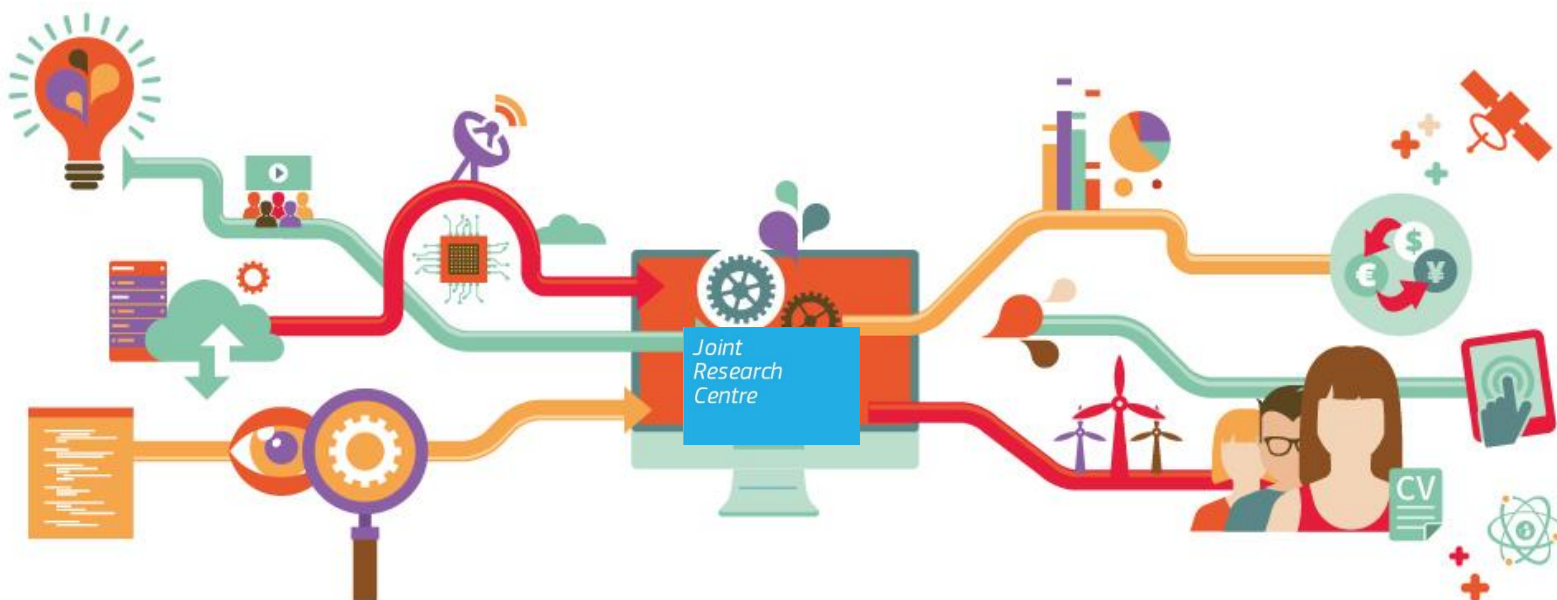 $
€
¥
Joint
Research
Centre
CV